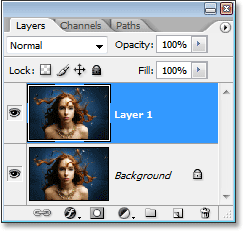 Layers Channels Paths
Normal Opacity: 100%
Lock: Fill: 100%
Layer 1
Background